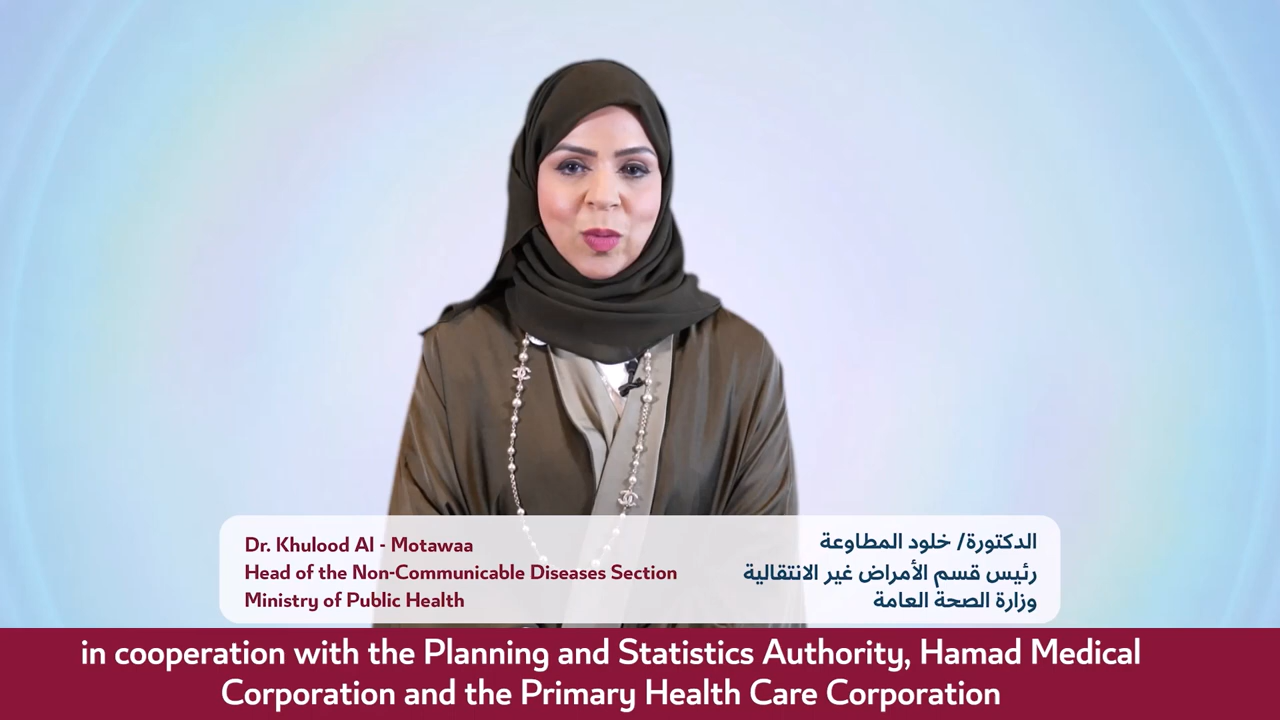 Dr. Khulood Al - Motawaa
Head of the Non-Communicable Diseases Section
Ministry of Public Health
الدكتورة/ خلود المطاوعة
رئيس قسم الأمراض غير الانتقالية
وزارة الصحة العامة
in cooperation with the Planning and Statistics Authority, Hamad Medical
Corporation and the Primary Health Care Corporation